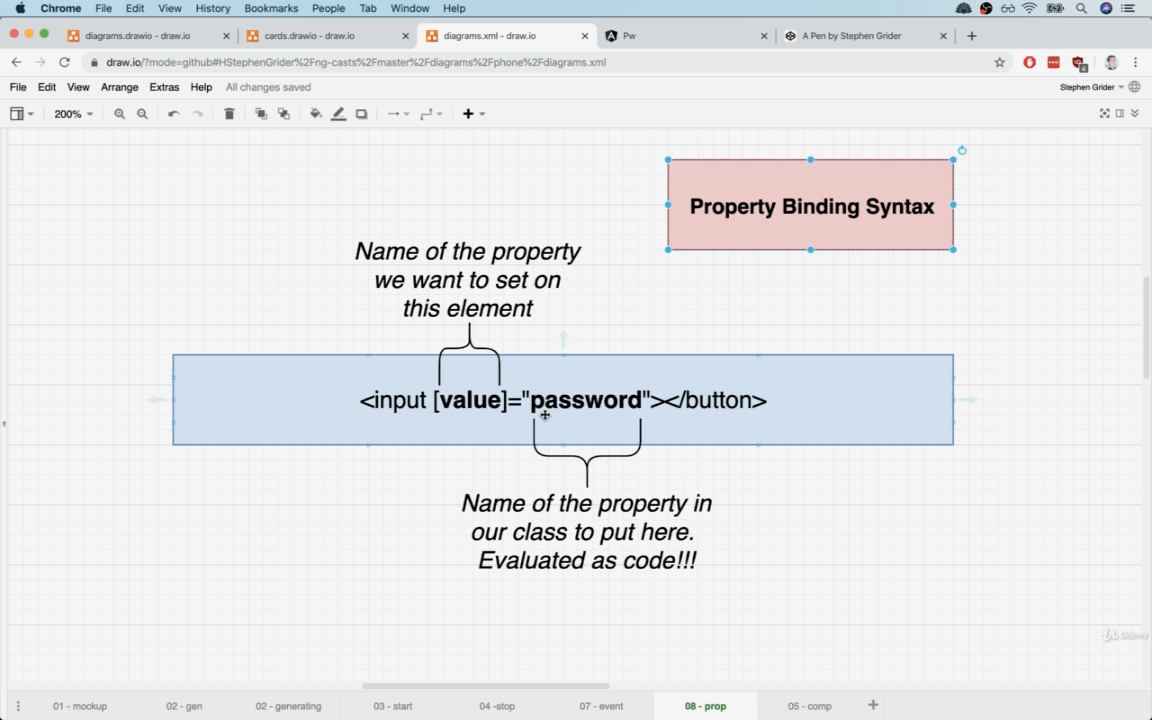 Chrome File Edit View History Bookmarks People Tab Window Help
diagrams.drawio - draw.io cards.drawio - draw.io diagrams.xml - draw.io Pw A Pen by Stephen Grider
draw.io/?mode=github#HStephenGrider%2Fng-casts%2Fmaster%2Fdiagrams%2Fphone%2Fdiagrams.xml
File Edit View Arrange Extras Help All changes saved Stephen Grider
200%
Property Binding Syntax
Name of the property
we want to set on
this element
<input [value]="password"></button>
Name of the property in
our class to put here.
Evaluated as code!!!
Udemy
01 - mockup 02 - gen 02 - generating 03 - start 04 -stop 07 - event 08 - prop 05 - comp